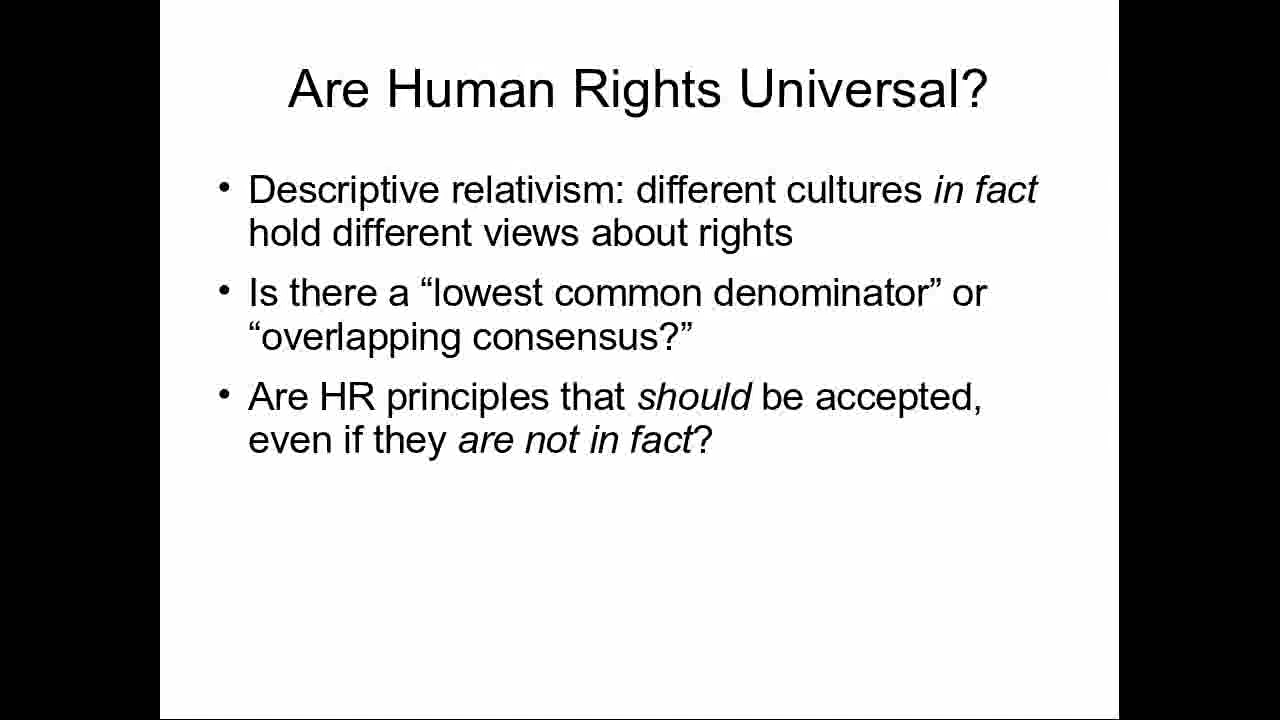 Are Human Rights Universal?
• Descriptive relativism: different cultures in fact
hold different views about rights
• Is there a “lowest common denominator” or
“overlapping consensus?”
• Are HR principles that should be accepted,
even if they are not in fact?